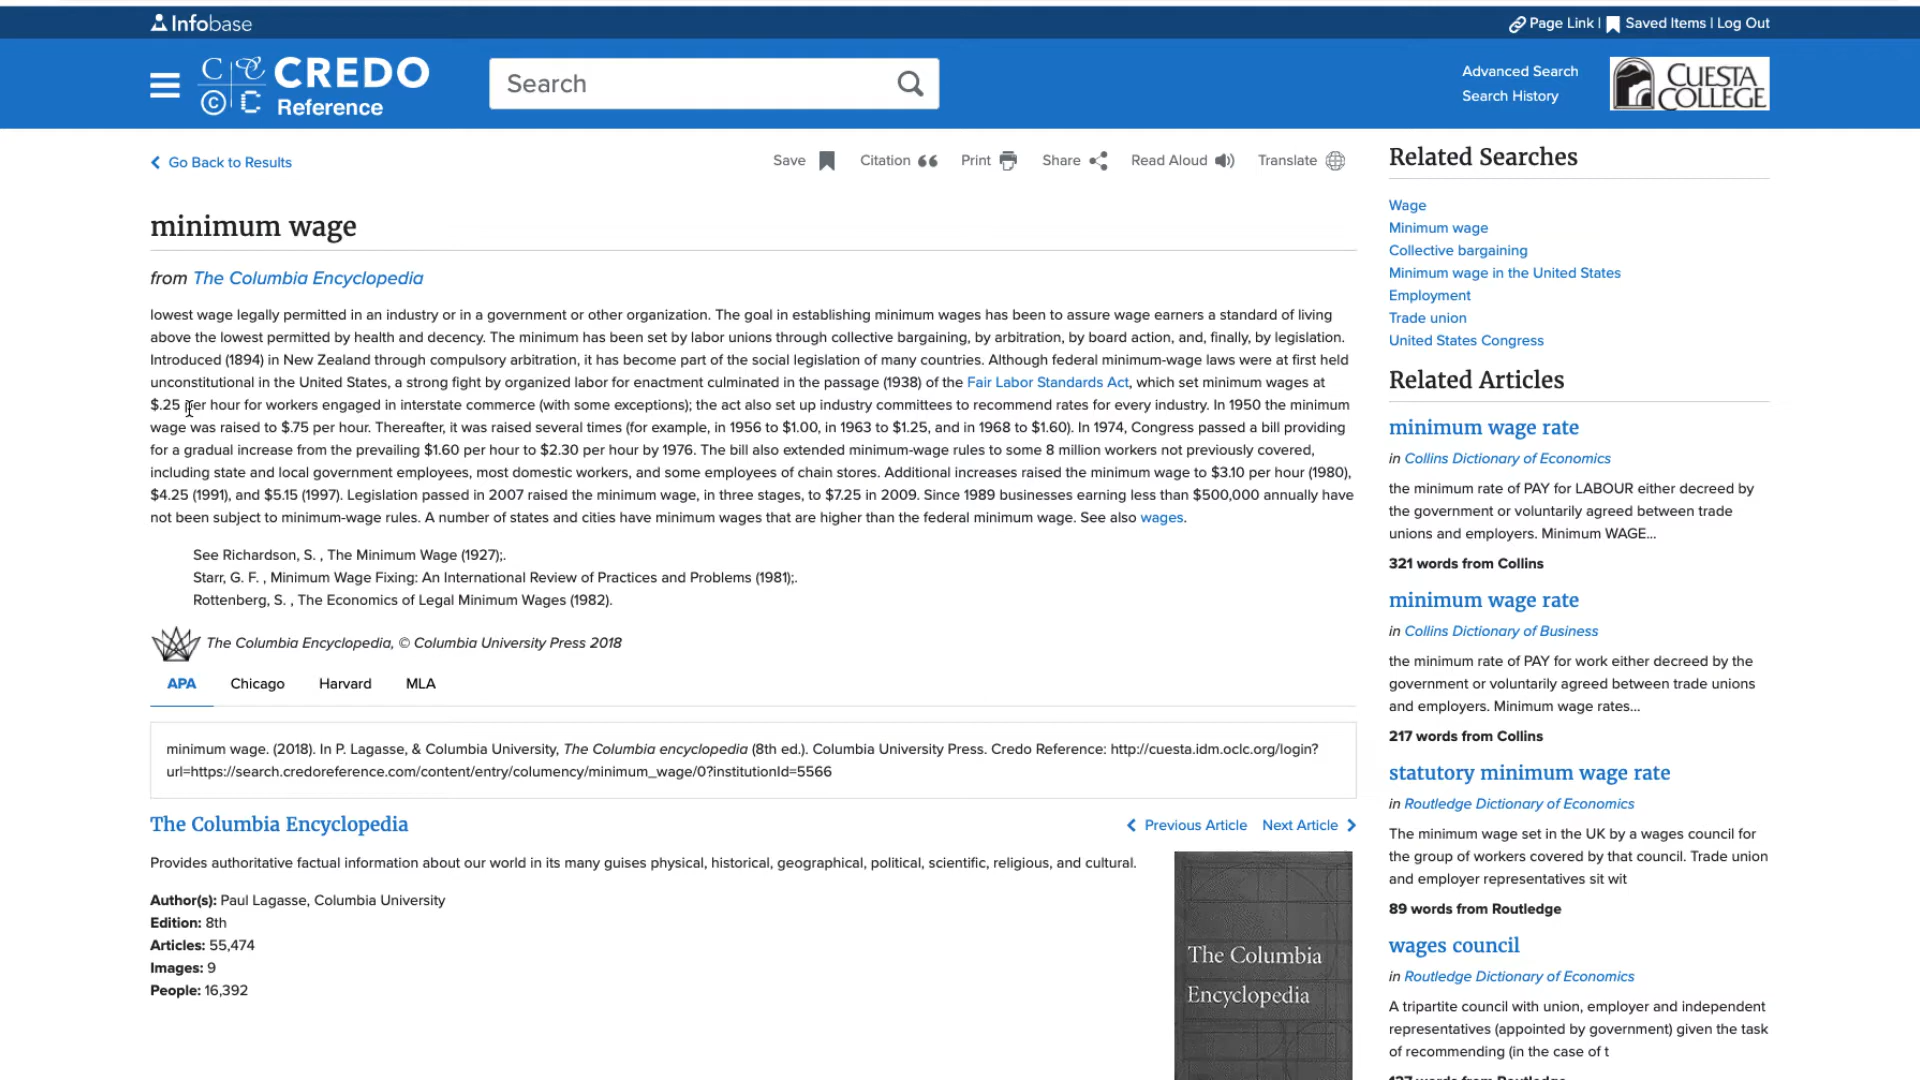 Infobase
Page Link | Saved Items | Log Out
CREDO
Reference
Search
Advanced Search
Search History
CUESTA
COLLEGE
Go Back to Results
Save
Citation
Print
Share
Read Aloud
Translate
minimum wage
from The Columbia Encyclopedia
lowest wage legally permitted in an industry or in a government or other organization. The goal in establishing minimum wages has been to assure wage earners a standard of living
above the lowest permitted by health and decency. The minimum has been set by labor unions through collective bargaining, by arbitration, by board action, and, finally, by legislation.
Introduced (1894) in New Zealand through compulsory arbitration, it has become part of the social legislation of many countries. Although federal minimum-wage laws were at first held
unconstitutional in the United States, a strong fight by organized labor for enactment culminated in the passage (1938) of the Fair Labor Standards Act, which set minimum wages at
$.25 per hour for workers engaged in interstate commerce (with some exceptions); the act also set up industry committees to recommend rates for every industry. In 1950 the minimum
wage was raised to $.75 per hour. Thereafter, it was raised several times (for example, in 1956 to $1.00, in 1963 to $1.25, and in 1968 to $1.60). In 1974, Congress passed a bill providing
for a gradual increase from the prevailing $1.60 per hour to $2.30 per hour by 1976. The bill also extended minimum-wage rules to some 8 million workers not previously covered,
including state and local government employees, most domestic workers, and some employees of chain stores. Additional increases raised the minimum wage to $3.10 per hour (1980),
$4.25 (1991), and $5.15 (1997). Legislation passed in 2007 raised the minimum wage, in three stages, to $7.25 in 2009. Since 1989 businesses earning less than $500,000 annually have
not been subject to minimum-wage rules. A number of states and cities have minimum wages that are higher than the federal minimum wage. See also wages.
See Richardson, S. , The Minimum Wage (1927);.
Starr, G. F. , Minimum Wage Fixing: An International Review of Practices and Problems (1981);.
Rottenberg, S. , The Economics of Legal Minimum Wages (1982).
The Columbia Encyclopedia, © Columbia University Press 2018
APA
Chicago
Harvard
MLA
minimum wage. (2018). In P. Lagasse, & Columbia University, The Columbia encyclopedia (8th ed.). Columbia University Press. Credo Reference: http://cuesta.idm.oclc.org/login?
url=https://search.credoreference.com/content/entry/columency/minimum_wage/0?institutionId=5566
The Columbia Encyclopedia
Previous Article
Next Article
Provides authoritative factual information about our world in its many guises physical, historical, geographical, political, scientific, religious, and cultural.
Author(s): Paul Lagasse, Columbia University
Edition: 8th
Articles: 55,474
Images: 9
People: 16,392
The Columbia
Encyclopedia
Related Searches
Wage
Minimum wage
Collective bargaining
Minimum wage in the United States
Employment
Trade union
United States Congress
Related Articles
minimum wage rate
in Collins Dictionary of Economics
the minimum rate of PAY for LABOUR either decreed by
the government or voluntarily agreed between trade
unions and employers. Minimum WAGE...
321 words from Collins
minimum wage rate
in Collins Dictionary of Business
the minimum rate of PAY for work either decreed by the
government or voluntarily agreed between trade unions
and employers. Minimum wage rates...
217 words from Collins
statutory minimum wage rate
in Routledge Dictionary of Economics
The minimum wage set in the UK by a wages council for
the group of workers covered by that council. Trade union
and employer representatives sit wit
89 words from Routledge
wages council
in Routledge Dictionary of Economics
A tripartite council with union, employer and independent
representatives (appointed by government) given the task
of recommending (in the case of t